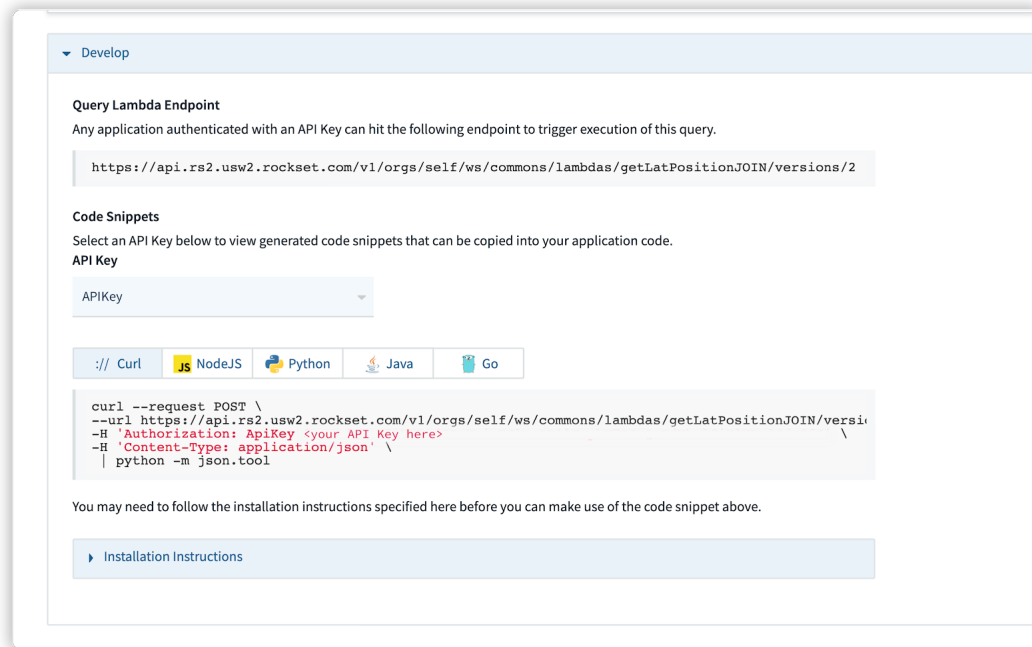 Develop
Query Lambda Endpoint
Any application authenticated with an API Key can hit the following endpoint to trigger execution of this query.
https://api.rs2.usw2.rockset.com/v1/orgs/self/ws/commons/lambdas/getLatPositionJOIN/versions/2
Code Snippets
Select an API Key below to view generated code snippets that can be copied into your application code.
API Key
APIKey
:// Curl JS NodeJS Python Java Go
curl --request POST \
--url https://api.rs2.usw2.rockset.com/v1/orgs/self/ws/commons/lambdas/getLatPositionJOIN/versi
-H 'Authorization: ApiKey <your API Key here> \
-H 'Content-Type: application/json' \
| python -m json.tool
You may need to follow the installation instructions specified here before you can make use of the code snippet above.
Installation Instructions